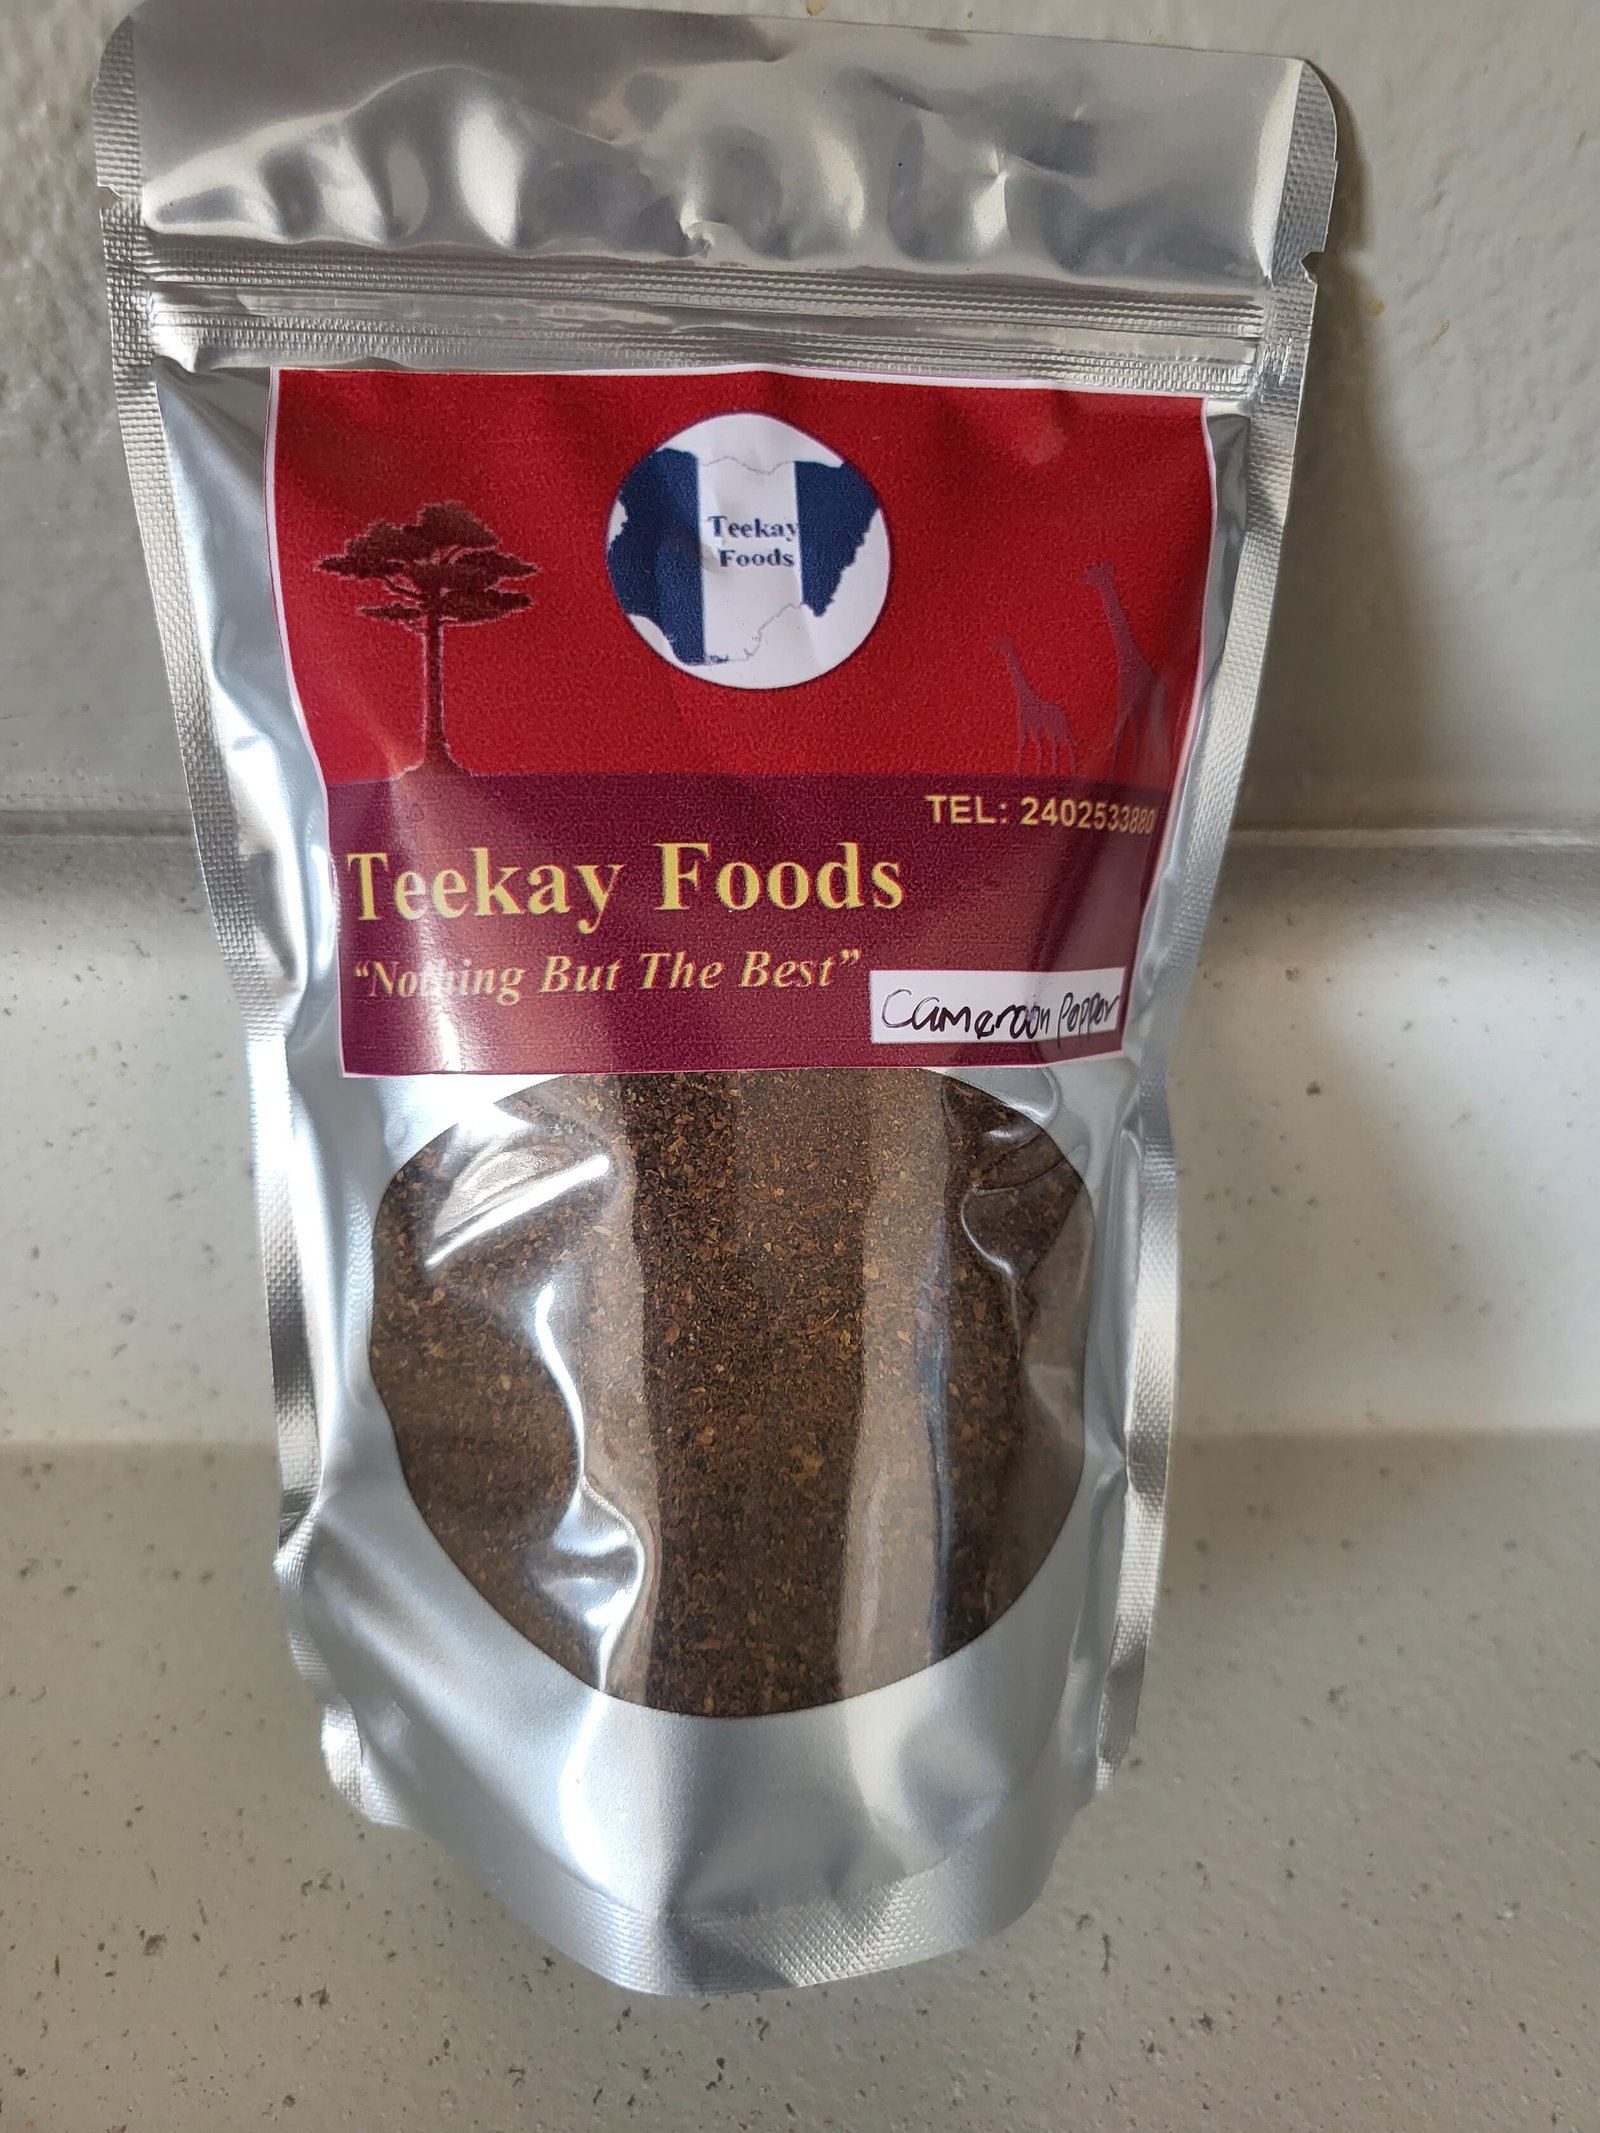 Teekay
Foods
TEL: 2402533880
Teekay Foods
“Nothing But The Best”
Cameroon Pepper